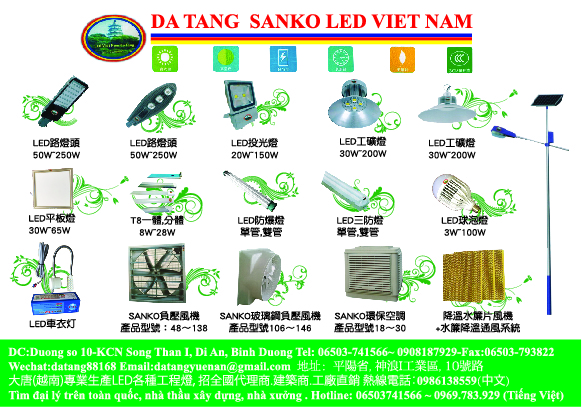 DA TANG SANKO LED VIET NAM
LED路燈頭
50W~250W
LED路燈頭
50W~250W
LED投光燈
20W~150W
LED工礦燈
30W~200W
LED工礦燈
30W~200W
LED平板燈
30W~65W
T8一體,分體
8W~28W
LED防爆燈
單管,雙管
LED三防燈
單管,雙管
LED球泡燈
3W~100W
LED車衣灯
SANKO負壓風機
產品型號：48~138
SANKO玻璃鋼負壓風機
產品型號106~146
SANKO環保空調
產品型號18~30
降溫水簾片風機
+水簾降溫通風系統
DC:Duong so 10-KCN Song Than I, Di An, Binh Duong Tel: 06503-741566~ 0908187929-Fax:06503-793822
Wechat:datang88168 Email:datangyuenan@gmail.com 地址: 平陽省, 神浪I工業區, 10號路
大唐(越南)專業生產LED各種工程燈, 招全國代理商,建築商,工廠直銷 熱線電話：0986138559(中文)
Tìm đại lý trên toàn quốc, nhà thầu xây dựng, nhà xưởng . Hotline: 06503741566 ~ 0969.783.929 (Tiếng Việt)